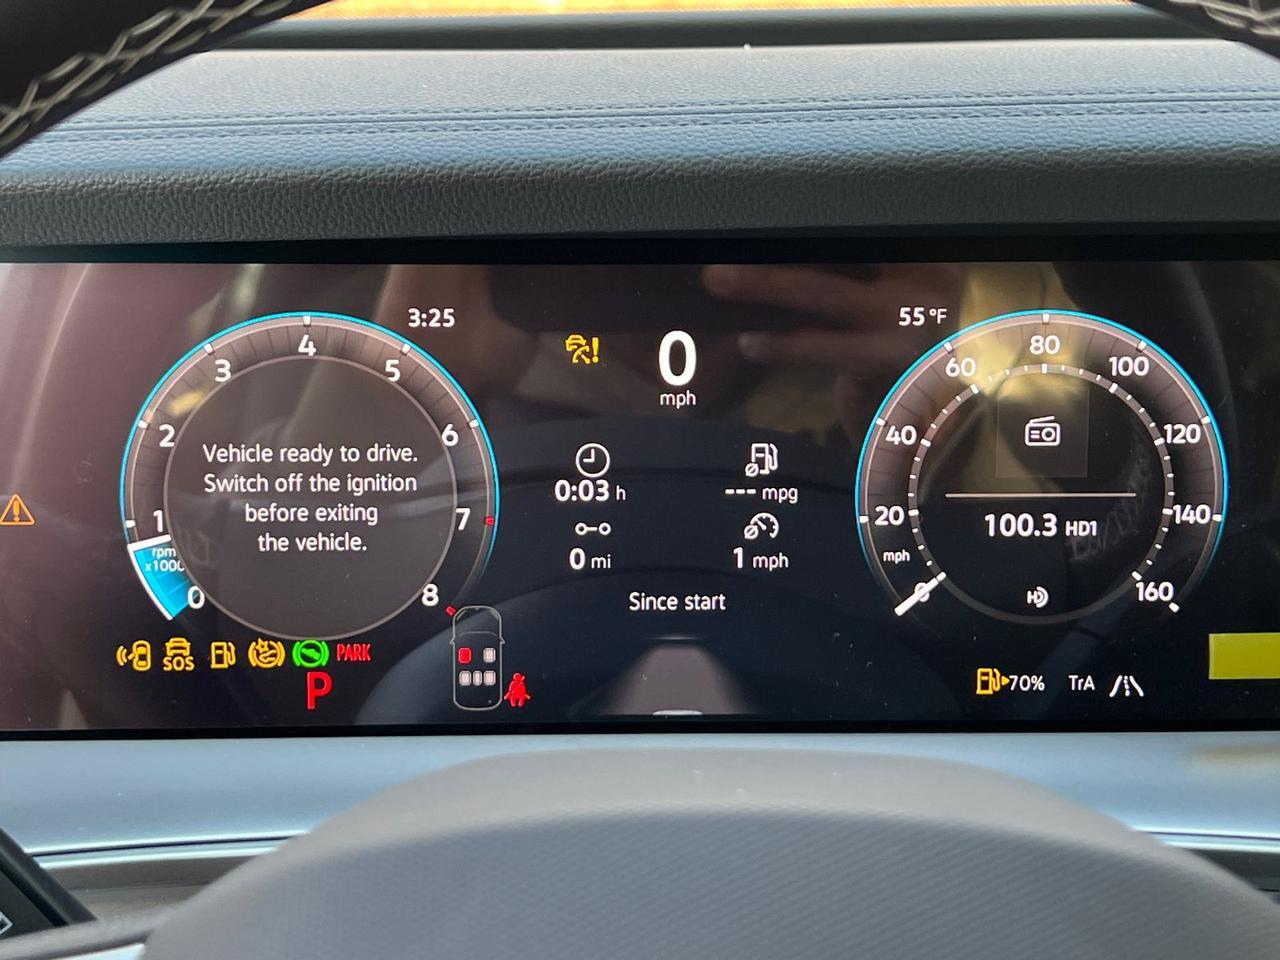 3:25
55°F
0
mph
Vehicle ready to drive.
Switch off the ignition
before exiting
the vehicle.
0 1 2 3 4 5 6 7 8
rpm
x1000
0:03 h
--- mpg
0 mi
1 mph
Since start
0 20 40 60 80 100 120 140 160
mph
100.3 HD1
SOS
PARK
P
70%
TrA